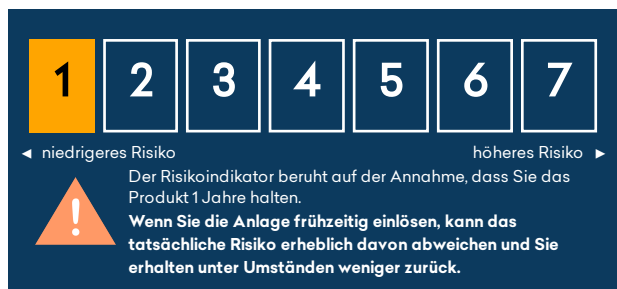 1 2 3 4 5 6 7
◄ niedrigeres Risiko höheres Risiko ►
Der Risikoindikator beruht auf der Annahme, dass Sie das
Produkt 1 Jahre halten.
Wenn Sie die Anlage frühzeitig einlösen, kann das
tatsächliche Risiko erheblich davon abweichen und Sie
erhalten unter Umständen weniger zurück.